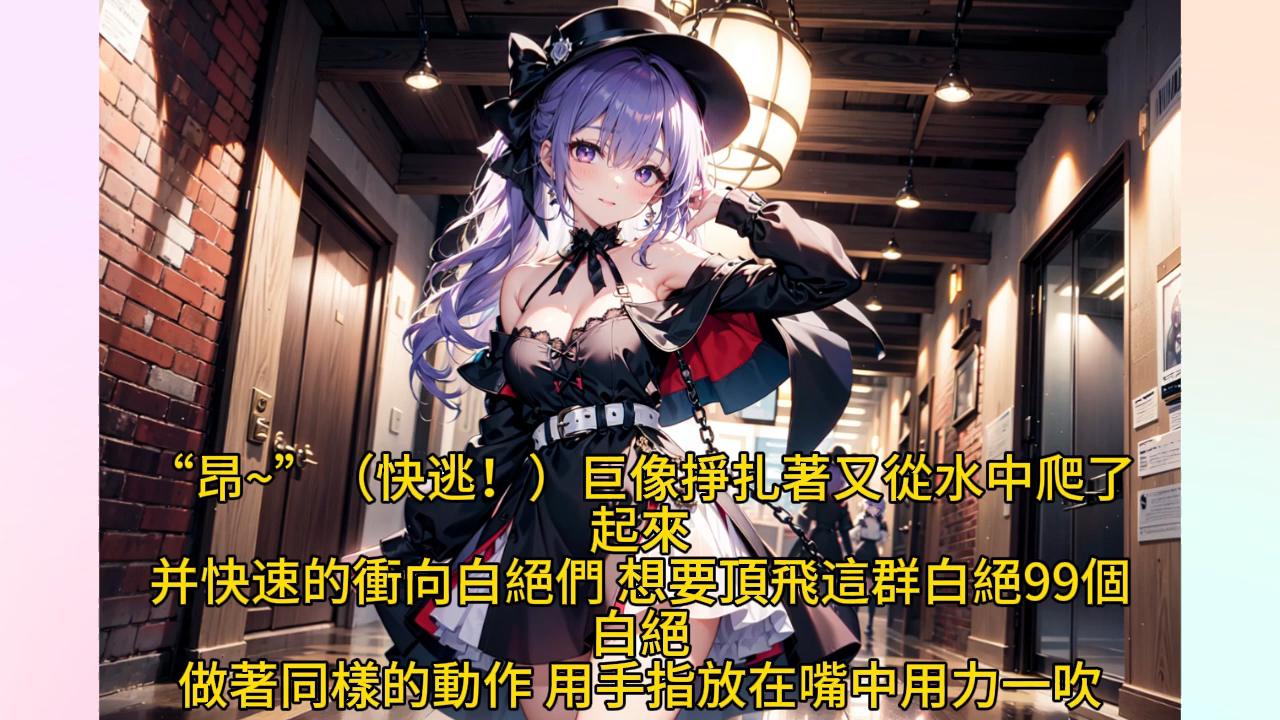 “昂~” （快逃！）巨像掙扎著又從水中爬了
起來
并快速的衝向白絕們 想要頂飛這群白絕99個
白絕
做著同樣的動作 用手指放在嘴中用力一吹